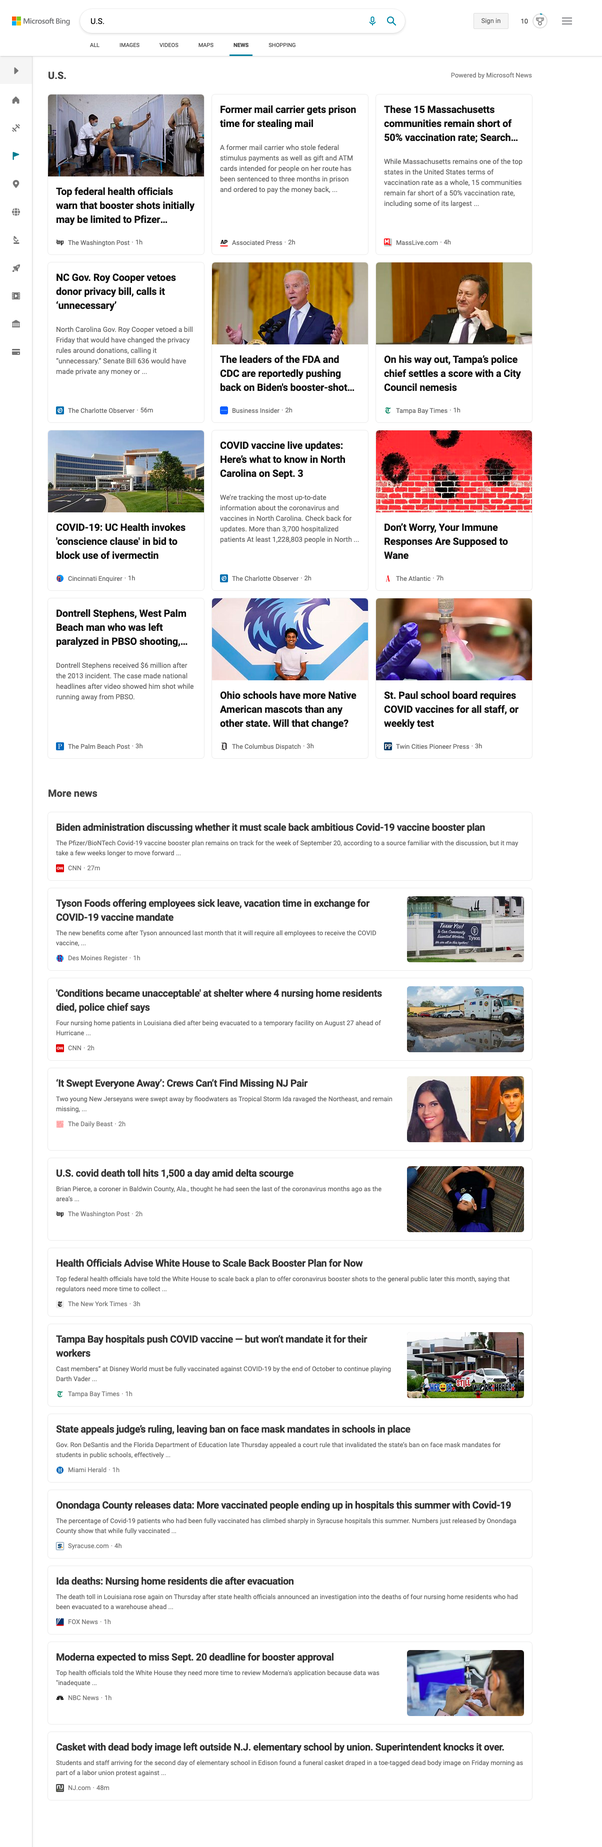 Microsoft Bing
U.S.
Sign in
10
ALL
IMAGES
VIDEOS
MAPS
NEWS
SHOPPING
U.S.
Powered by Microsoft News
Top federal health officials
warn that booster shots initially
may be limited to Pfizer...
The Washington Post · 1h
Former mail carrier gets prison
time for stealing mail
A former mail carrier who stole federal
stimulus payments as well as gift and ATM
cards intended for people on her route has
been sentenced to three months in prison
and ordered to pay the money back, ...
AP
Associated Press · 2h
These 15 Massachusetts
communities remain short of
50% vaccination rate; Search...
While Massachusetts remains one of the top
states in the United States terms of
vaccination rate as a whole, 15 communities
remain far short of a 50% vaccination rate,
including some of its largest ...
MassLive.com · 4h
NC Gov. Roy Cooper vetoes
donor privacy bill, calls it
'unnecessary'
North Carolina Gov. Roy Cooper vetoed a bill
Friday that would have changed the privacy
rules around donations, calling it
"unnecessary." Senate Bill 636 would have
made private any money or ...
The Charlotte Observer · 56m
The leaders of the FDA and
CDC are reportedly pushing
back on Biden's booster-shot...
Business Insider · 2h
On his way out, Tampa's police
chief settles a score with a City
Council nemesis
Tampa Bay Times · 1h
COVID-19: UC Health invokes
'conscience clause' in bid to
block use of ivermectin
Cincinnati Enquirer · 1h
COVID vaccine live updates:
Here's what to know in North
Carolina on Sept. 3
We're tracking the most up-to-date
information about the coronavirus and
vaccines in North Carolina. Check back for
updates. More than 3,700 hospitalized
patients At least 1,228,803 people in North ...
The Charlotte Observer · 2h
Don't Worry, Your Immune
Responses Are Supposed to
Wane
The Atlantic · 7h
Dontrell Stephens, West Palm
Beach man who was left
paralyzed in PBSO shooting,...
Dontrell Stephens received $6 million after
the 2013 incident. The case made national
headlines after video showed him shot while
running away from PBSO.
The Palm Beach Post · 3h
Ohio schools have more Native
American mascots than any
other state. Will that change?
The Columbus Dispatch · 3h
St. Paul school board requires
COVID vaccines for all staff, or
weekly test
PP
Twin Cities Pioneer Press · 3h
More news
Biden administration discussing whether it must scale back ambitious Covid-19 vaccine booster plan
The Pfizer/BioNTech Covid-19 vaccine booster plan remains on track for the week of September 20, according to a source familiar with the discussion, but it may
take a few weeks longer to move forward ...
CNN · 27m
Tyson Foods offering employees sick leave, vacation time in exchange for
COVID-19 vaccine mandate
The new benefits come after Tyson announced last month that it will require all employees to receive the COVID
vaccine, ...
Des Moines Register · 1h
Thank You!
Tyson
'Conditions became unacceptable' at shelter where 4 nursing home residents
died, police chief says
Four nursing home patients in Louisiana died after being evacuated to a temporary facility on August 27 ahead of
Hurricane ...
CNN · 2h
'It Swept Everyone Away': Crews Can't Find Missing NJ Pair
Two young New Jerseyans were swept away by floodwaters as Tropical Storm Ida ravaged the Northeast, and remain
missing, ...
The Daily Beast · 2h
U.S. covid death toll hits 1,500 a day amid delta scourge
Brian Pierce, a coroner in Baldwin County, Ala., thought he had seen the last of the coronavirus months ago as the
area's ...
The Washington Post · 2h
Health Officials Advise White House to Scale Back Booster Plan for Now
Top federal health officials have told the White House to scale back a plan to offer coronavirus booster shots to the general public later this month, saying that
regulators need more time to collect ...
The New York Times · 3h
Tampa Bay hospitals push COVID vaccine — but won't mandate it for their
workers
Cast members" at Disney World must be fully vaccinated against COVID-19 by the end of October to continue playing
Darth Vader ...
Tampa Bay Times · 1h
WORK HERE!
State appeals judge's ruling, leaving ban on face mask mandates in schools in place
Gov. Ron DeSantis and the Florida Department of Education late Thursday appealed a court rule that invalidated the state's ban on face mask mandates for
students in public schools, effectively ...
Miami Herald · 1h
Onondaga County releases data: More vaccinated people ending up in hospitals this summer with Covid-19
The percentage of Covid-19 patients who had been fully vaccinated has climbed sharply in Syracuse hospitals this summer. Numbers just released by Onondaga
County show that while fully vaccinated ...
Syracuse.com · 4h
Ida deaths: Nursing home residents die after evacuation
The death toll in Louisiana rose again on Thursday after state health officials announced an investigation into the deaths of four nursing home residents who had
been evacuated to a warehouse ahead ...
FOX News · 1h
Moderna expected to miss Sept. 20 deadline for booster approval
Top health officials told the White House they need more time to review Moderna's application because data was
"inadequate ...
NBC News · 1h
Casket with dead body image left outside N.J. elementary school by union. Superintendent knocks it over.
Students and staff arriving for the second day of elementary school in Edison found a funeral casket draped in a toe-tagged dead body image on Friday morning as
part of a labor union protest against ...
NJ.com · 48m